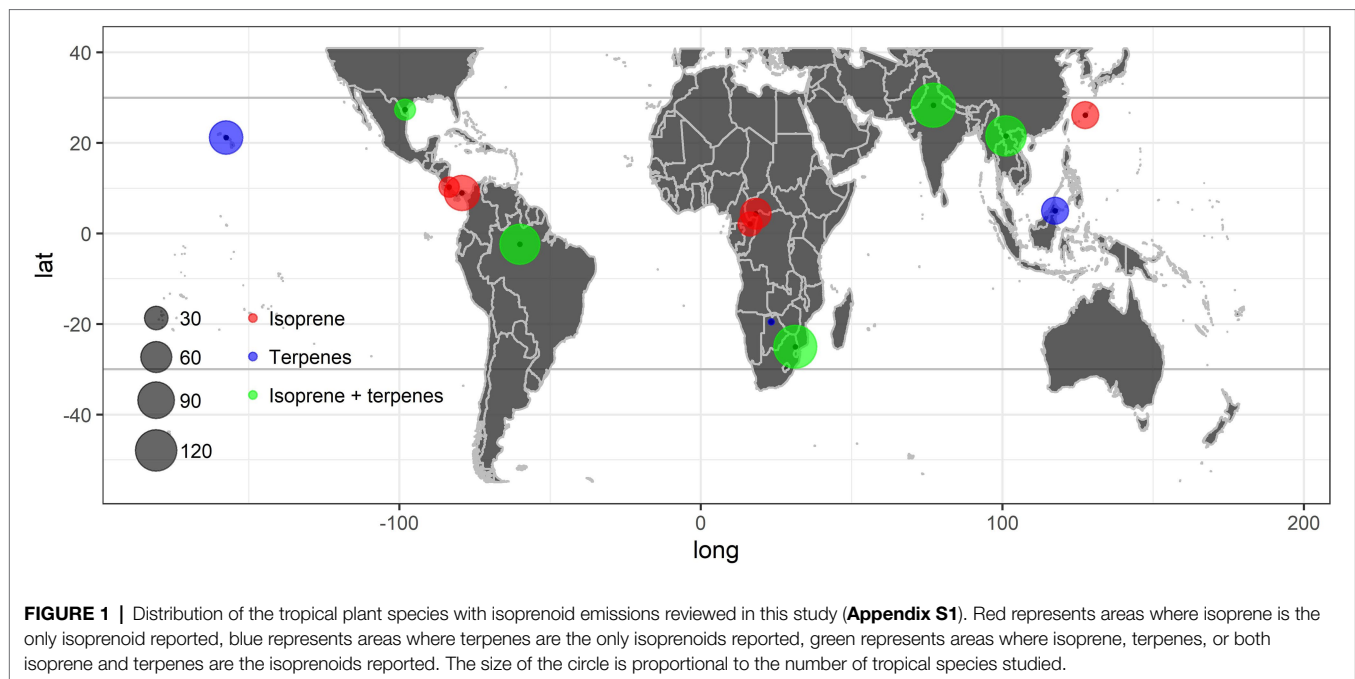 40
20
0
-20
-40
lat
30
60
90
120
Isoprene
Terpenes
Isoprene + terpenes
-100
0
100
200
long
FIGURE 1 | Distribution of the tropical plant species with isoprenoid emissions reviewed in this study (Appendix S1). Red represents areas where isoprene is the
only isoprenoid reported, blue represents areas where terpenes are the only isoprenoids reported, green represents areas where isoprene, terpenes, or both
isoprene and terpenes are the isoprenoids reported. The size of the circle is proportional to the number of tropical species studied.